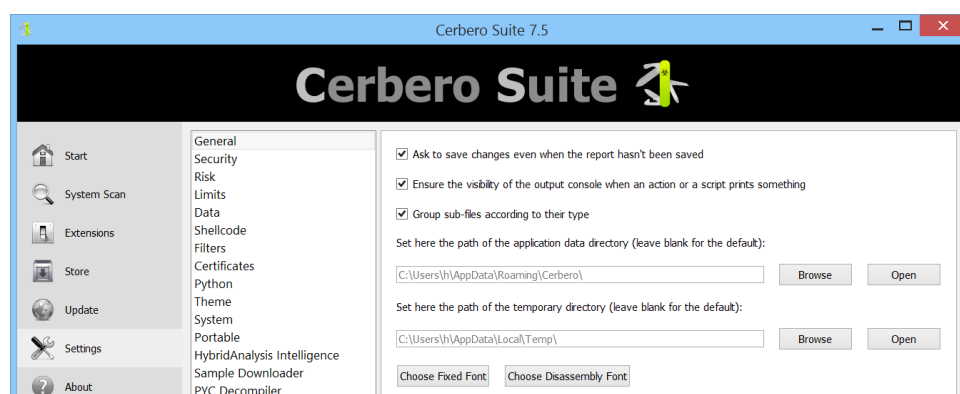 Cerbero Suite 7.5
Cerbero Suite
Start
System Scan
Extensions
Store
Update
Settings
About
General
Security
Risk
Limits
Data
Shellcode
Filters
Certificates
Python
Theme
System
Portable
HybridAnalysis Intelligence
Sample Downloader
PYC Decompiler
Ask to save changes even when the report hasn't been saved
Ensure the visibility of the output console when an action or a script prints something
Group sub-files according to their type
Set here the path of the application data directory (leave blank for the default):
C:\Users\h\AppData\Roaming\Cerbero\ Browse Open
Set here the path of the temporary directory (leave blank for the default):
C:\Users\h\AppData\Local\Temp\ Browse Open
Choose Fixed Font Choose Disassembly Font